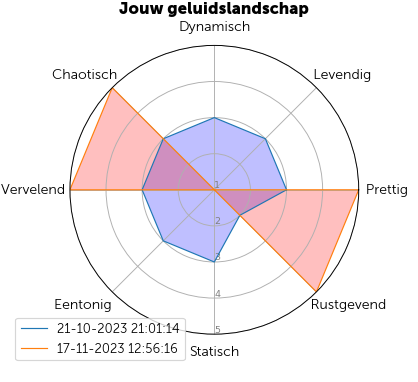 Jouw geluidslandschap
Dynamisch
Chaotisch
Levendig
Vervelend
1
Prettig
2
3
4
Eentonig
Rustgevend
5
21-10-2023 21:01:14
17-11-2023 12:56:16
Statisch